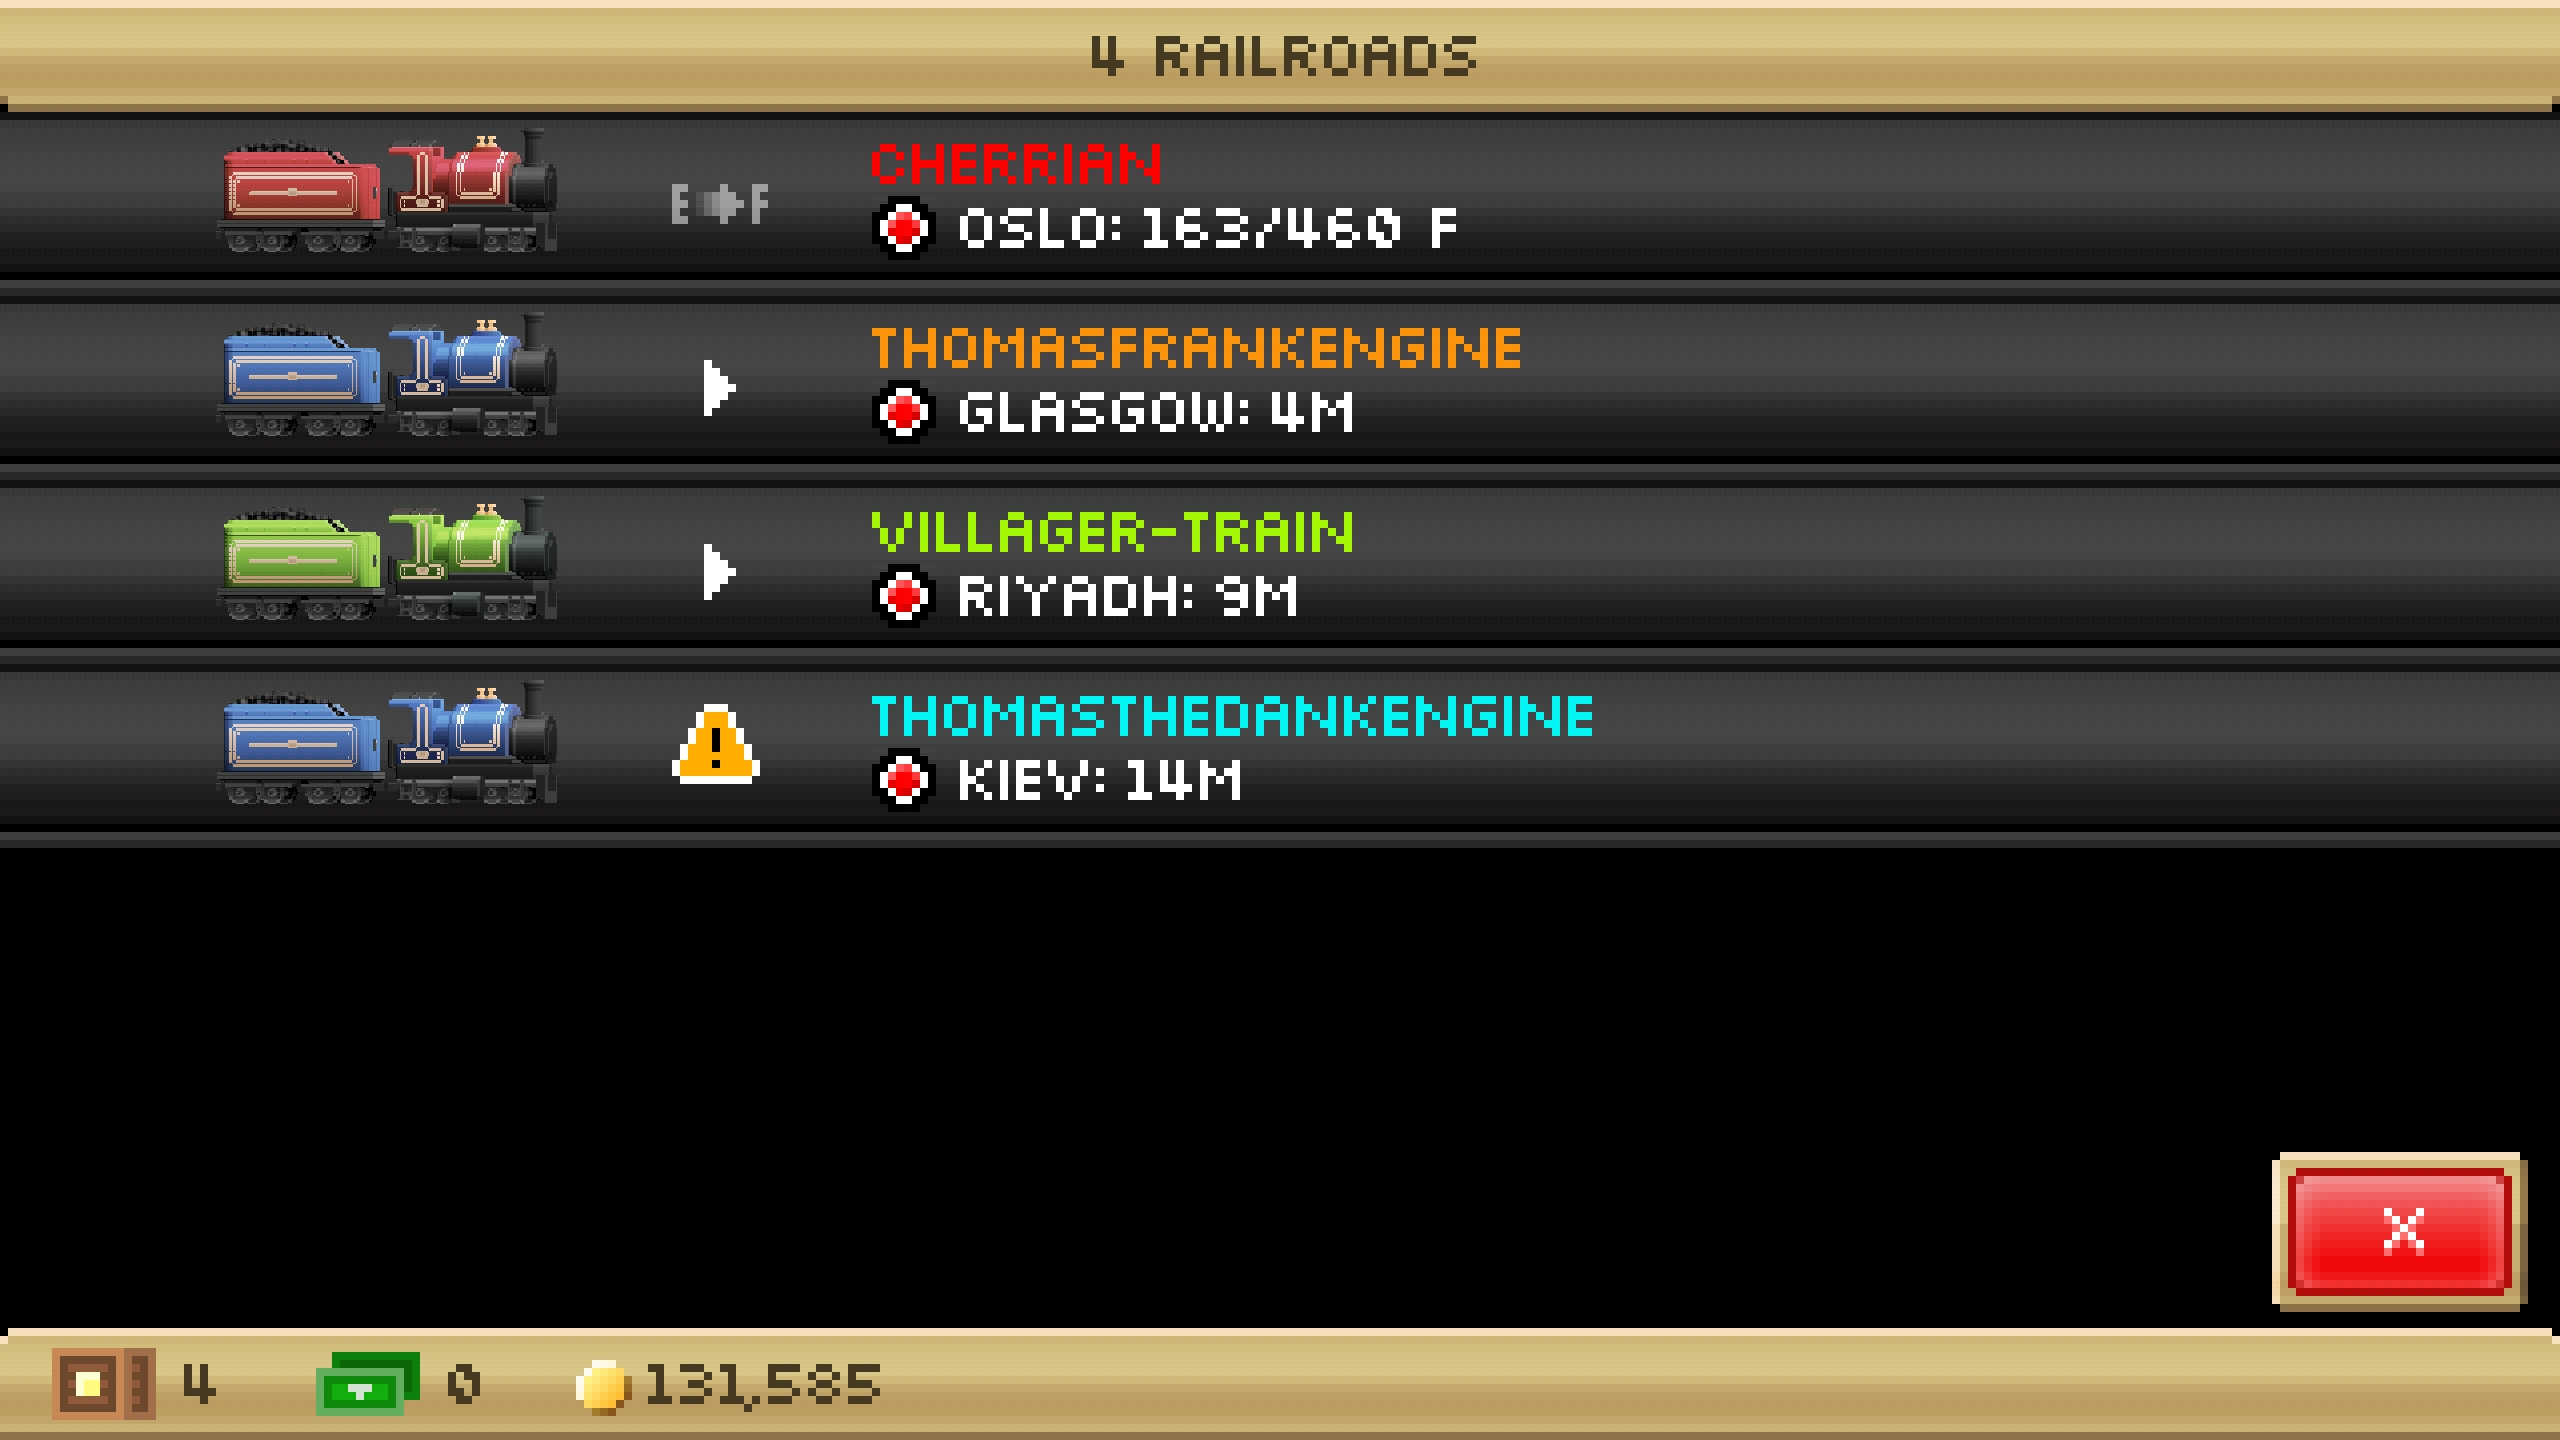 4 RAILROADS
CHERRIAN
E F
OSLO: 163/460 F
THOMASFRANKENGINE
GLASGOW: 4M
VILLAGER-TRAIN
RIYADH: 9M
THOMASTHEDANKENGINE
!
KIEV: 14M
X
4 0 131,585